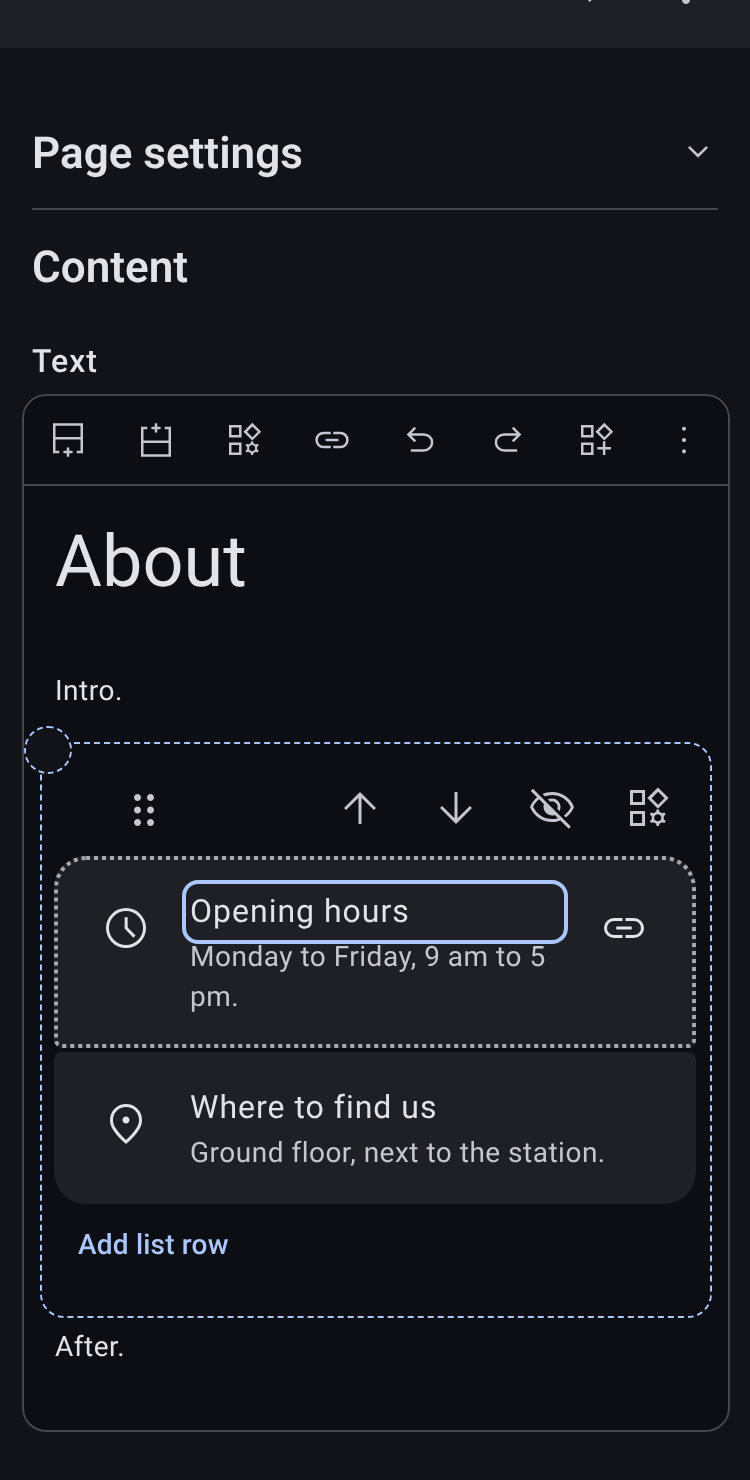 Page settings
Content
Text
About
Intro.
Opening hours
Monday to Friday, 9 am to 5
pm.
Where to find us
Ground floor, next to the station.
Add list row
After.